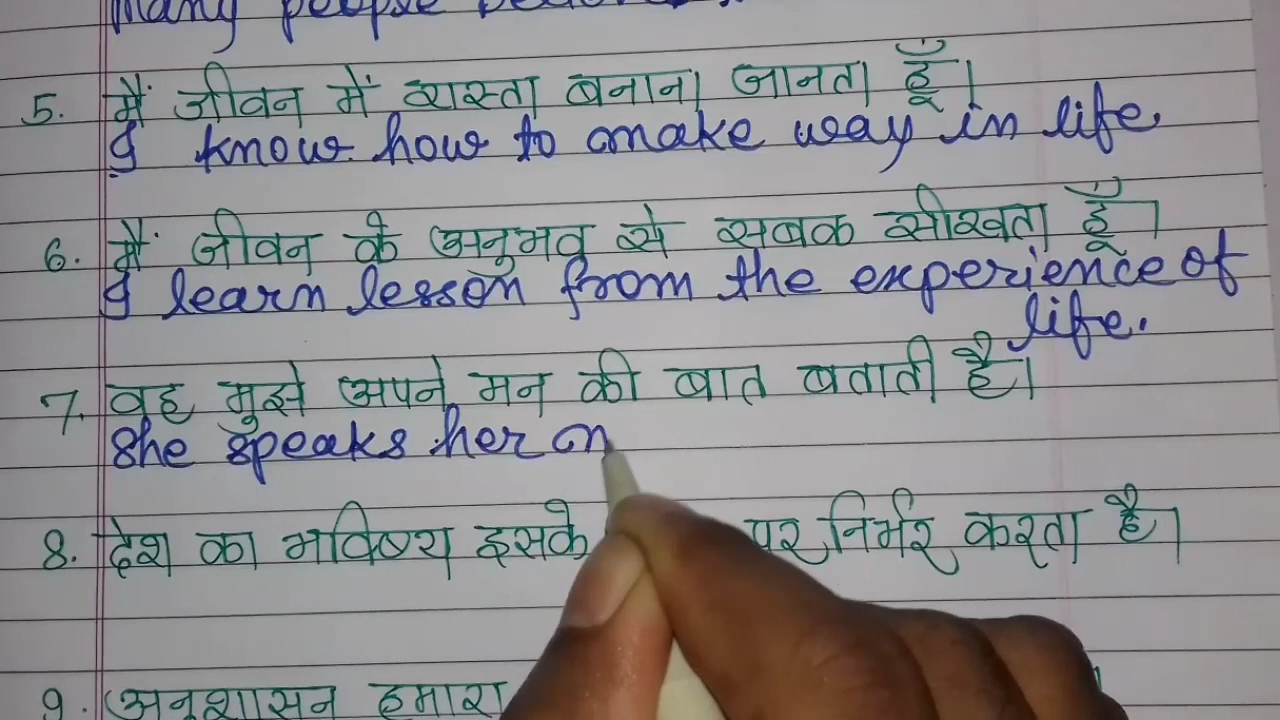 many people
5. मैं जीवन में रास्ता बनाना जानता हूँ।
I know how to make way in life.
6. मैं जीवन के अनुभव से सबक सीखता हूँ।
I learn lesson from the experience of
life.
7. वह मुझे अपने मन की बात बताती है।
She speaks her m
8. देश का भविष्य इसके पर निर्भर करता है।
9. अनुशासन हमारा